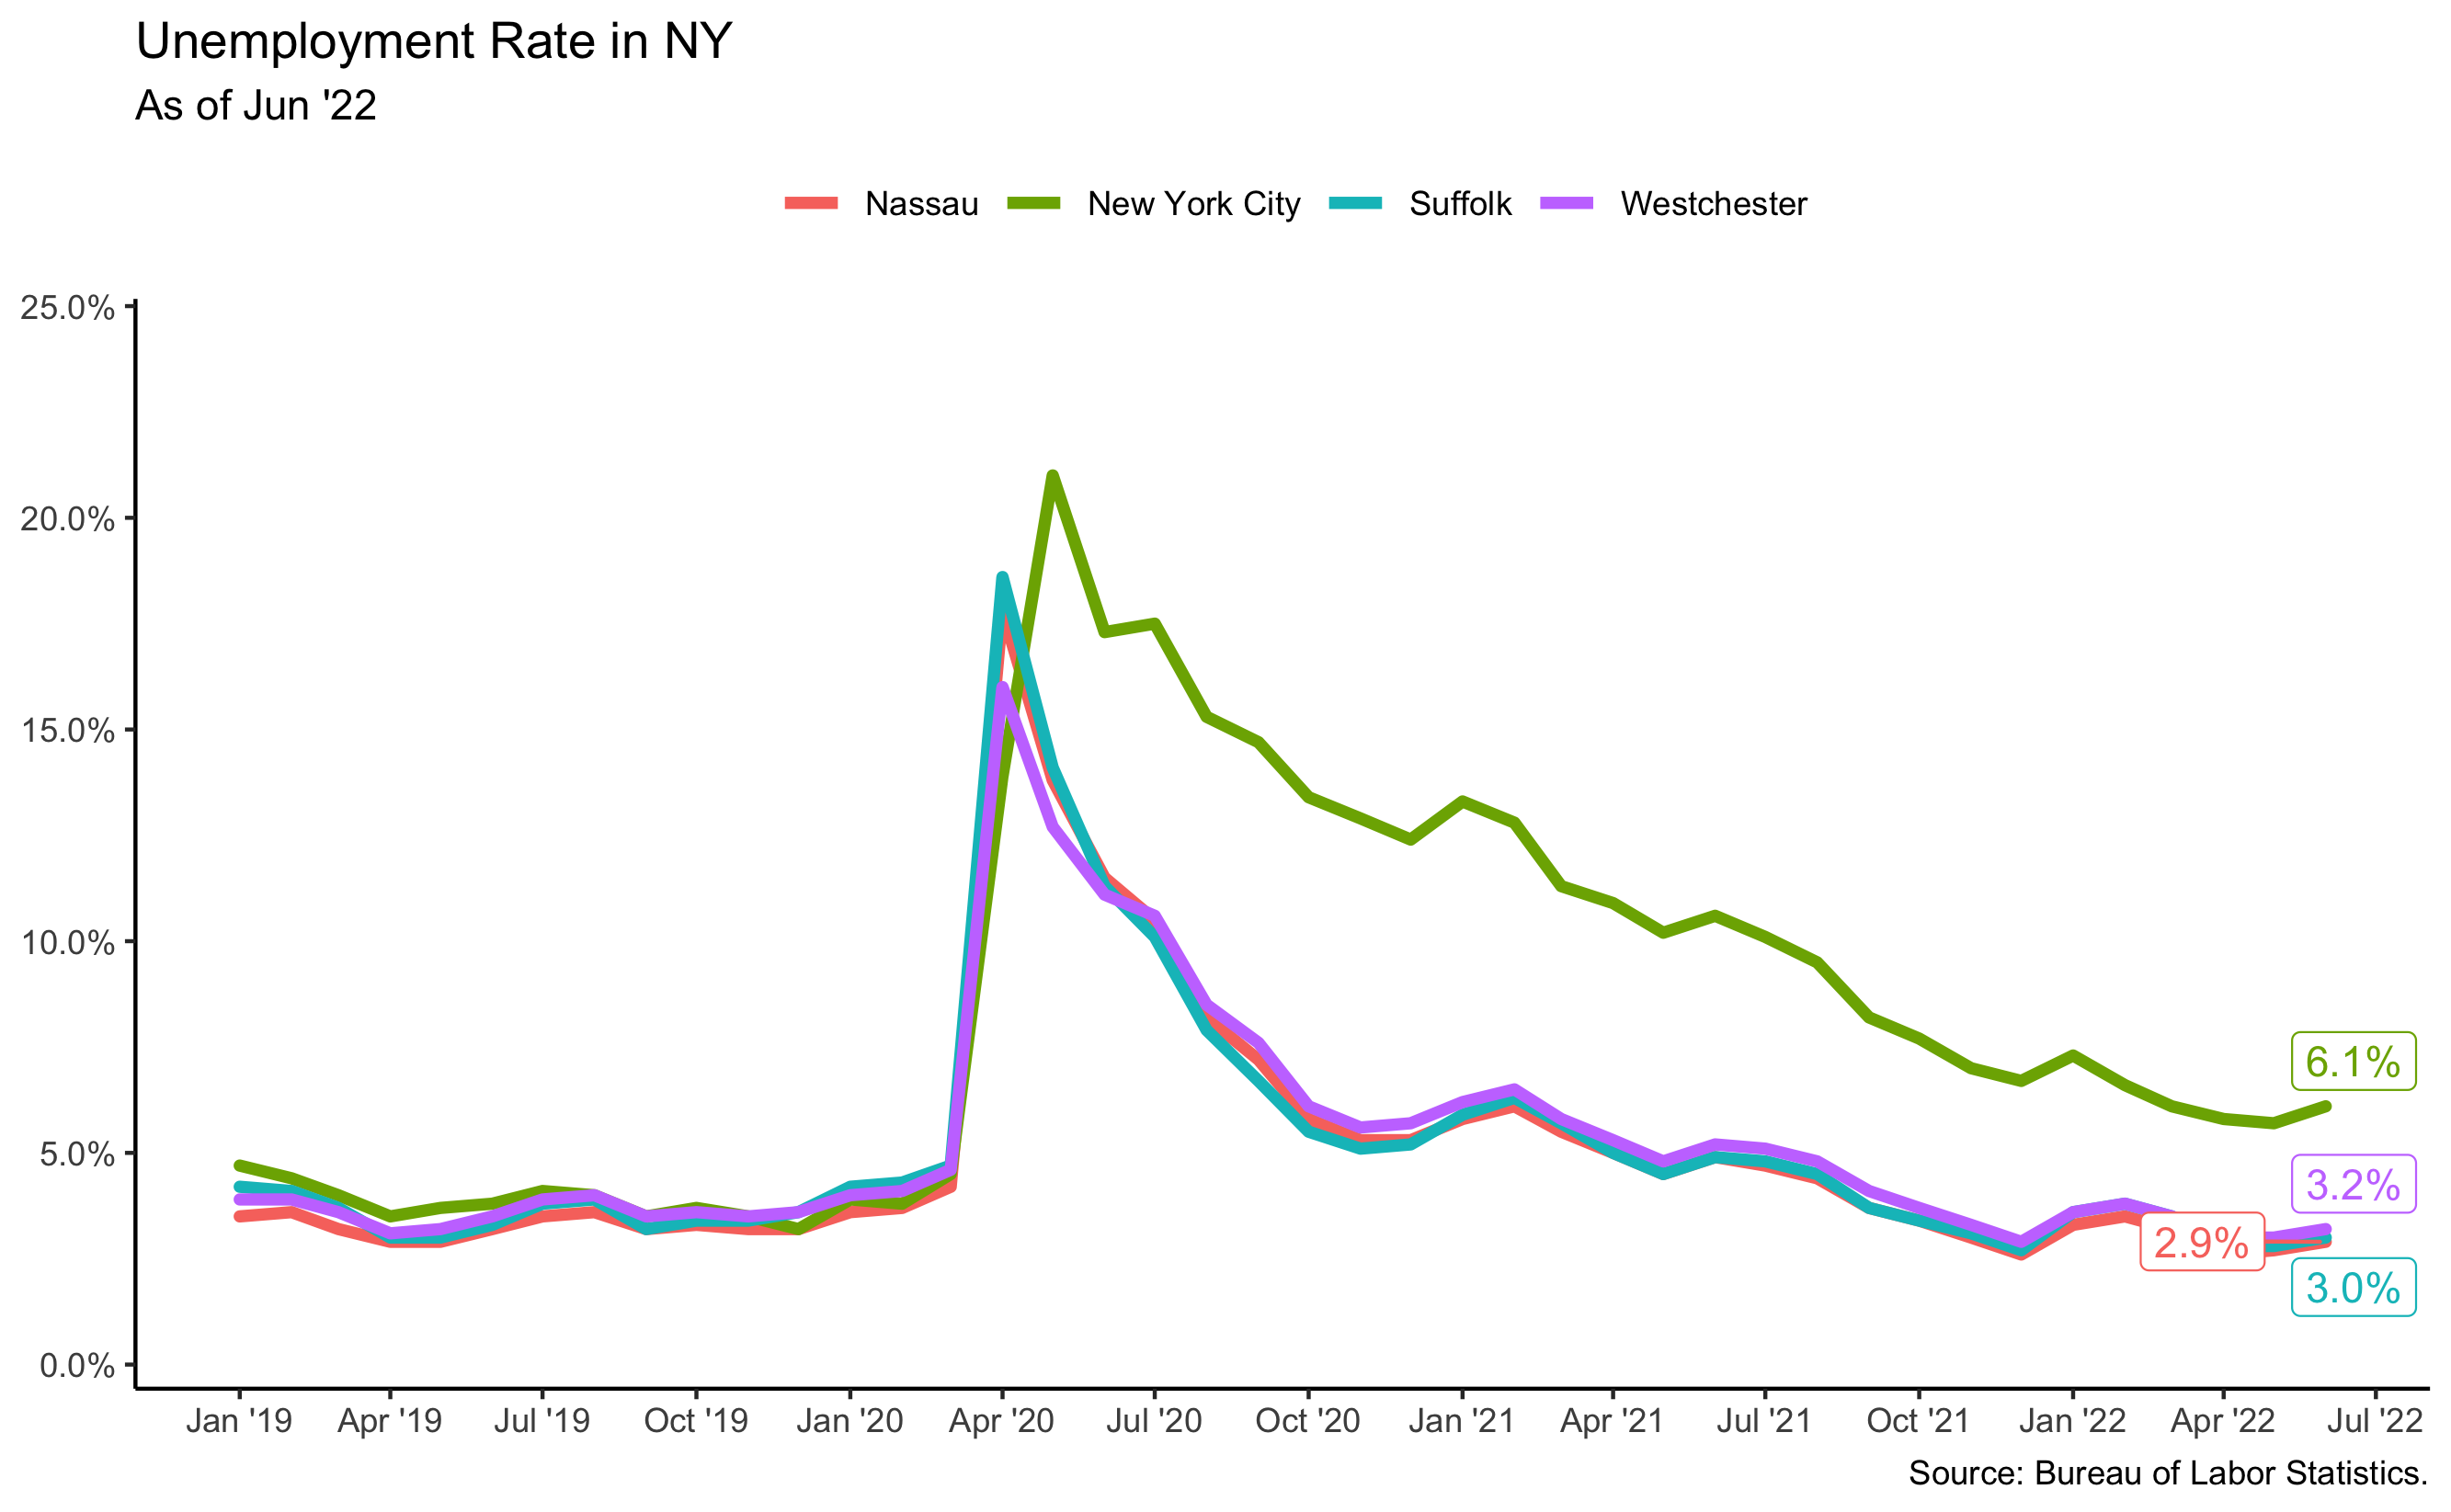 Unemployment Rate in NY
As of Jun '22
Nassau New York City Suffolk Westchester
25.0%
20.0%
15.0%
10.0%
5.0%
0.0%
6.1%
3.2%
2.9%
3.0%
Jan '19 Apr '19 Jul '19 Oct '19 Jan '20 Apr '20 Jul '20 Oct '20 Jan '21 Apr '21 Jul '21 Oct '21 Jan '22 Apr '22 Jul '22
Source: Bureau of Labor Statistics.